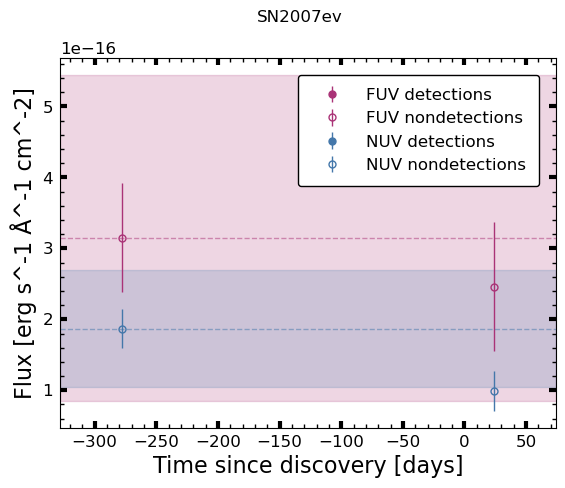 SN2007ev
1e−16
FUV detections
FUV nondetections
NUV detections
NUV nondetections
5
4
3
2
1
Flux [erg s^-1 Å^-1 cm^-2]
−300 −250 −200 −150 −100 −50 0 50
Time since discovery [days]